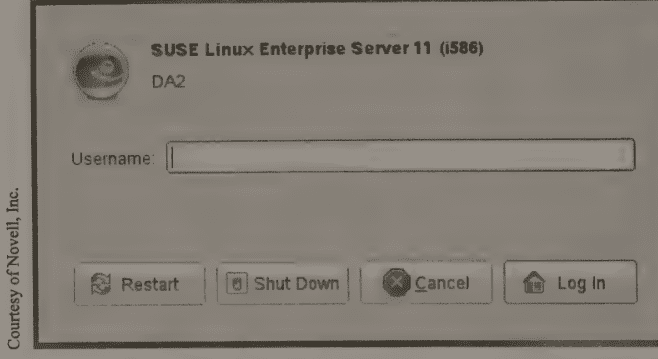 SUSE Linux Enterprise Server 11 (i586)
DA2
Username:
Restart Shut Down Cancel Log In
Courtesy of Novell, Inc.